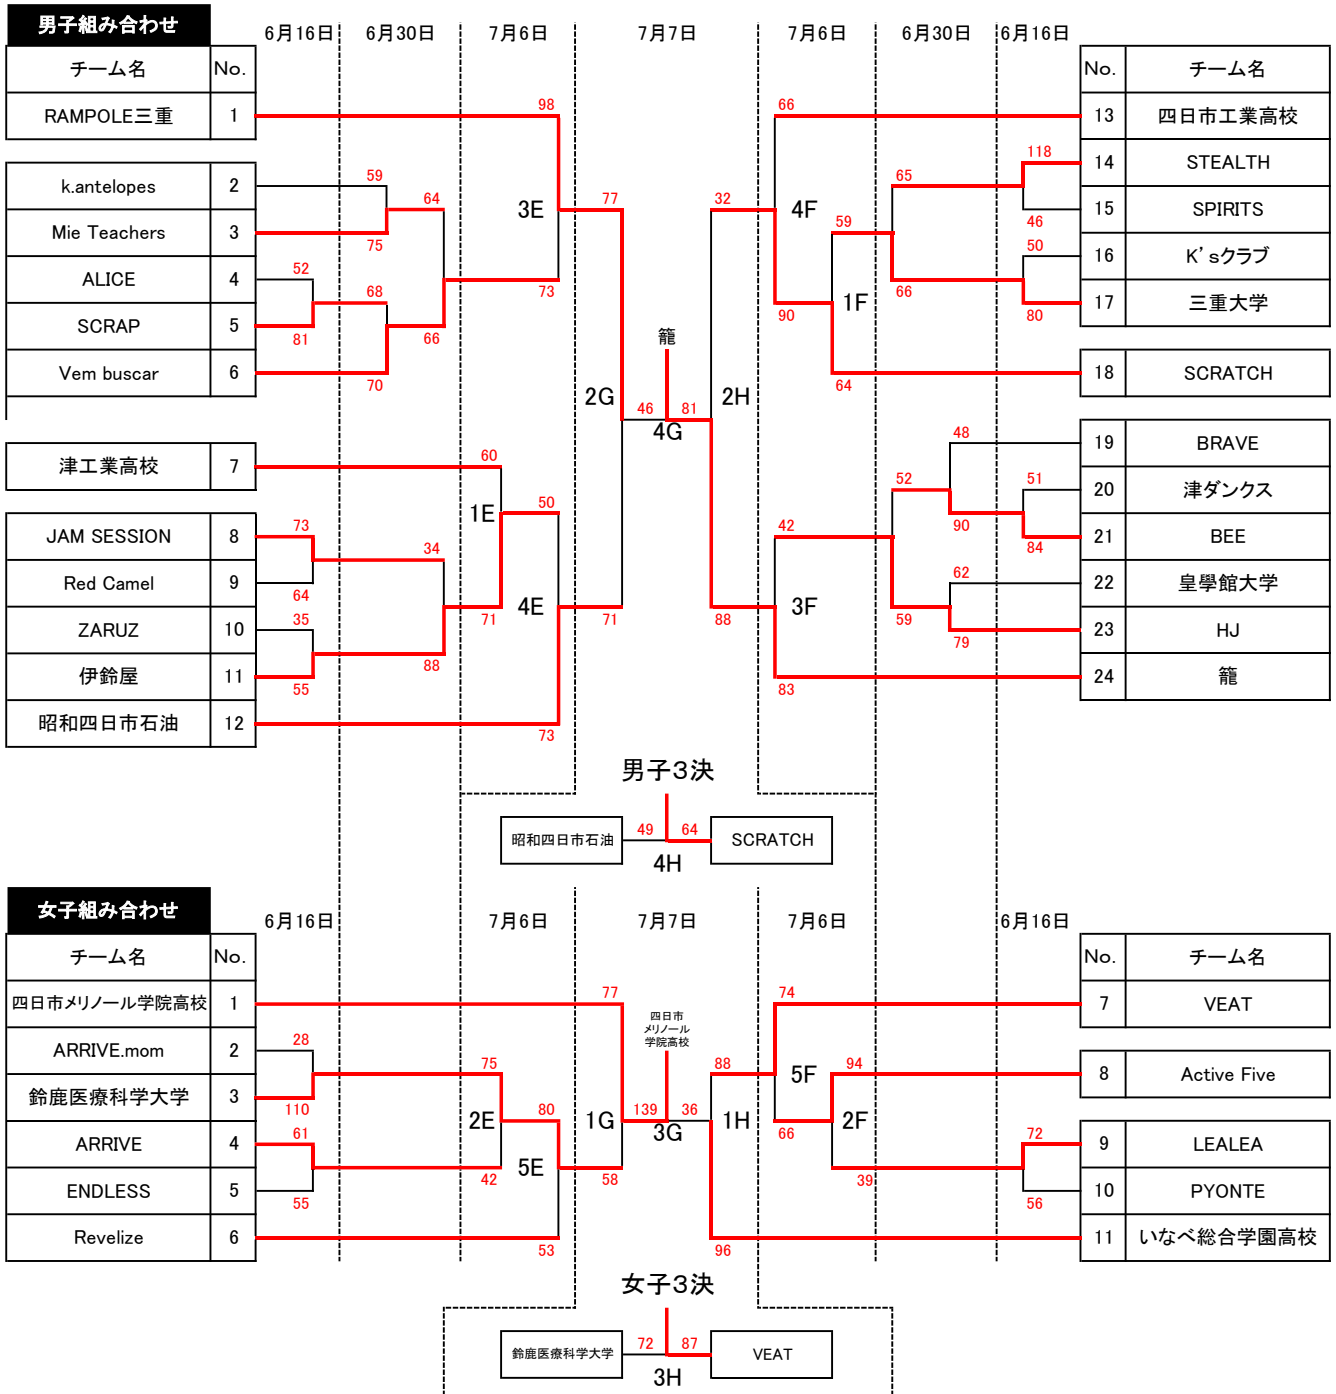 男子組み合わせ
6月16日 6月30日 7月6日 7月7日 7月6日 6月30日 6月16日
チーム名 No. No. チーム名
98 66
RAMPOLE三重 1 13 四日市工業高校
118
59 65 14 STEALTH
k.antelopes 2
64 77 32
3E 4F 15 SPIRITS
Mie Teachers 3 59 46
75 50
ALICE 4 52 16 K'sクラブ
68 73 66
1F 17 三重大学
SCRAP 5 90 80
81 66
籠
Vem buscar 6 18 SCRATCH
70 64
2G 46 81 2H
4G
48 19 BRAVE
60
津工業高校 7
52 51 20 津ダンクス
50
1E
73 42 90
JAM SESSION 8 84 21 BEE
34
Red Camel 9 62 22 皇學館大学
64
4E 3F
35 71 71 88 59
ZARUZ 10 23 HJ
79
88
伊鈴屋 11 24 籠
55 83
昭和四日市石油 12
73
男子3決
昭和四日市石油 49 64 SCRATCH
4H
女子組み合わせ
6月16日 7月6日 7月7日 7月6日 6月16日
チーム名 No. No. チーム名
77 74
四日市メリノール学院高校 1 7 VEAT
四日市
メリノール
学院高校
28
ARRIVE.mom 2
75 88 94
5F 8 Active Five
鈴鹿医療科学大学 3
110 80 139 36
61 2E 1G 3G 1H 66 2F 72
ARRIVE 4 9 LEALEA
5E
42 58 39
ENDLESS 5 10 PYONTE
55 56
Revelize 6 11 いなべ総合学園高校
53 96
女子3決
鈴鹿医療科学大学 72 87 VEAT
3H